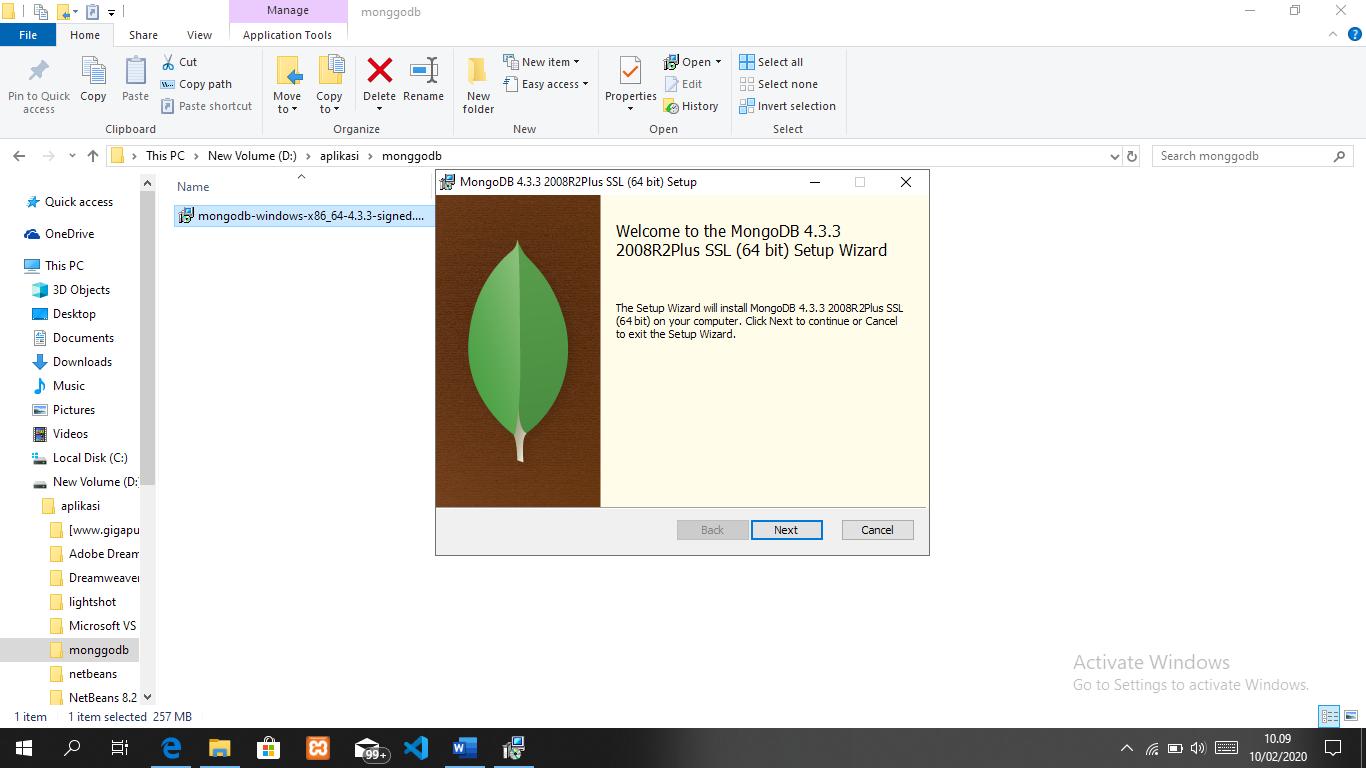 Manage
monggodb
File
Home
Share
View
Application Tools
Pin to Quick access
Copy
Paste
Cut
Copy path
Paste shortcut
Clipboard
Move to
Copy to
Delete
Rename
Organize
New folder
New item
Easy access
New
Properties
Open
Edit
History
Open
Select all
Select none
Invert selection
Select
This PC
New Volume (D:)
aplikasi
monggodb
Search monggodb
Quick access
OneDrive
This PC
3D Objects
Desktop
Documents
Downloads
Music
Pictures
Videos
Local Disk (C:)
New Volume (D:
aplikasi
[www.gigapu
Adobe Dream
Dreamweaver
lightshot
Microsoft VS
monggodb
netbeans
NetBeans 8.2
Name
mongodb-windows-x86_64-4.3.3-signed....
MongoDB 4.3.3 2008R2Plus SSL (64 bit) Setup
Welcome to the MongoDB 4.3.3
2008R2Plus SSL (64 bit) Setup Wizard
The Setup Wizard will install MongoDB 4.3.3 2008R2Plus SSL
(64 bit) on your computer. Click Next to continue or Cancel
to exit the Setup Wizard.
Back
Next
Cancel
Activate Windows
Go to Settings to activate Windows.
1 item
1 item selected 257 MB
99+
10.09
10/02/2020